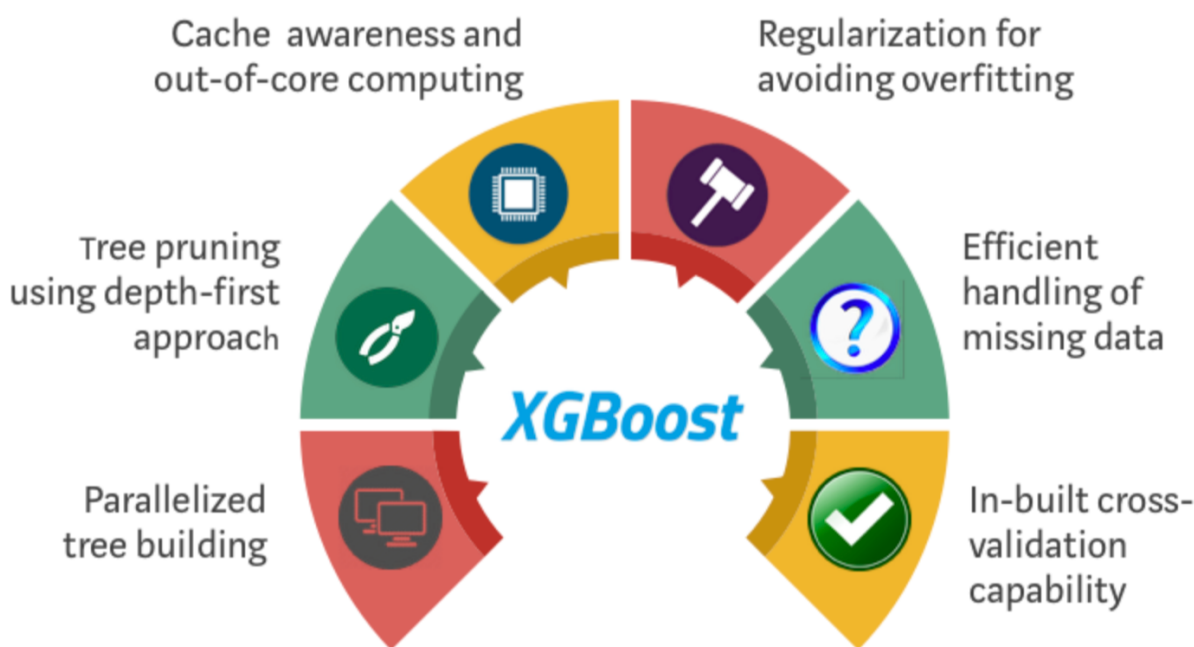 Cache awareness and
out-of-core computing
Regularization for
avoiding overfitting
Tree pruning
using depth-first
approach
Efficient
handling of
missing data
XGBoost
Parallelized
tree building
In-built cross-
validation
capability